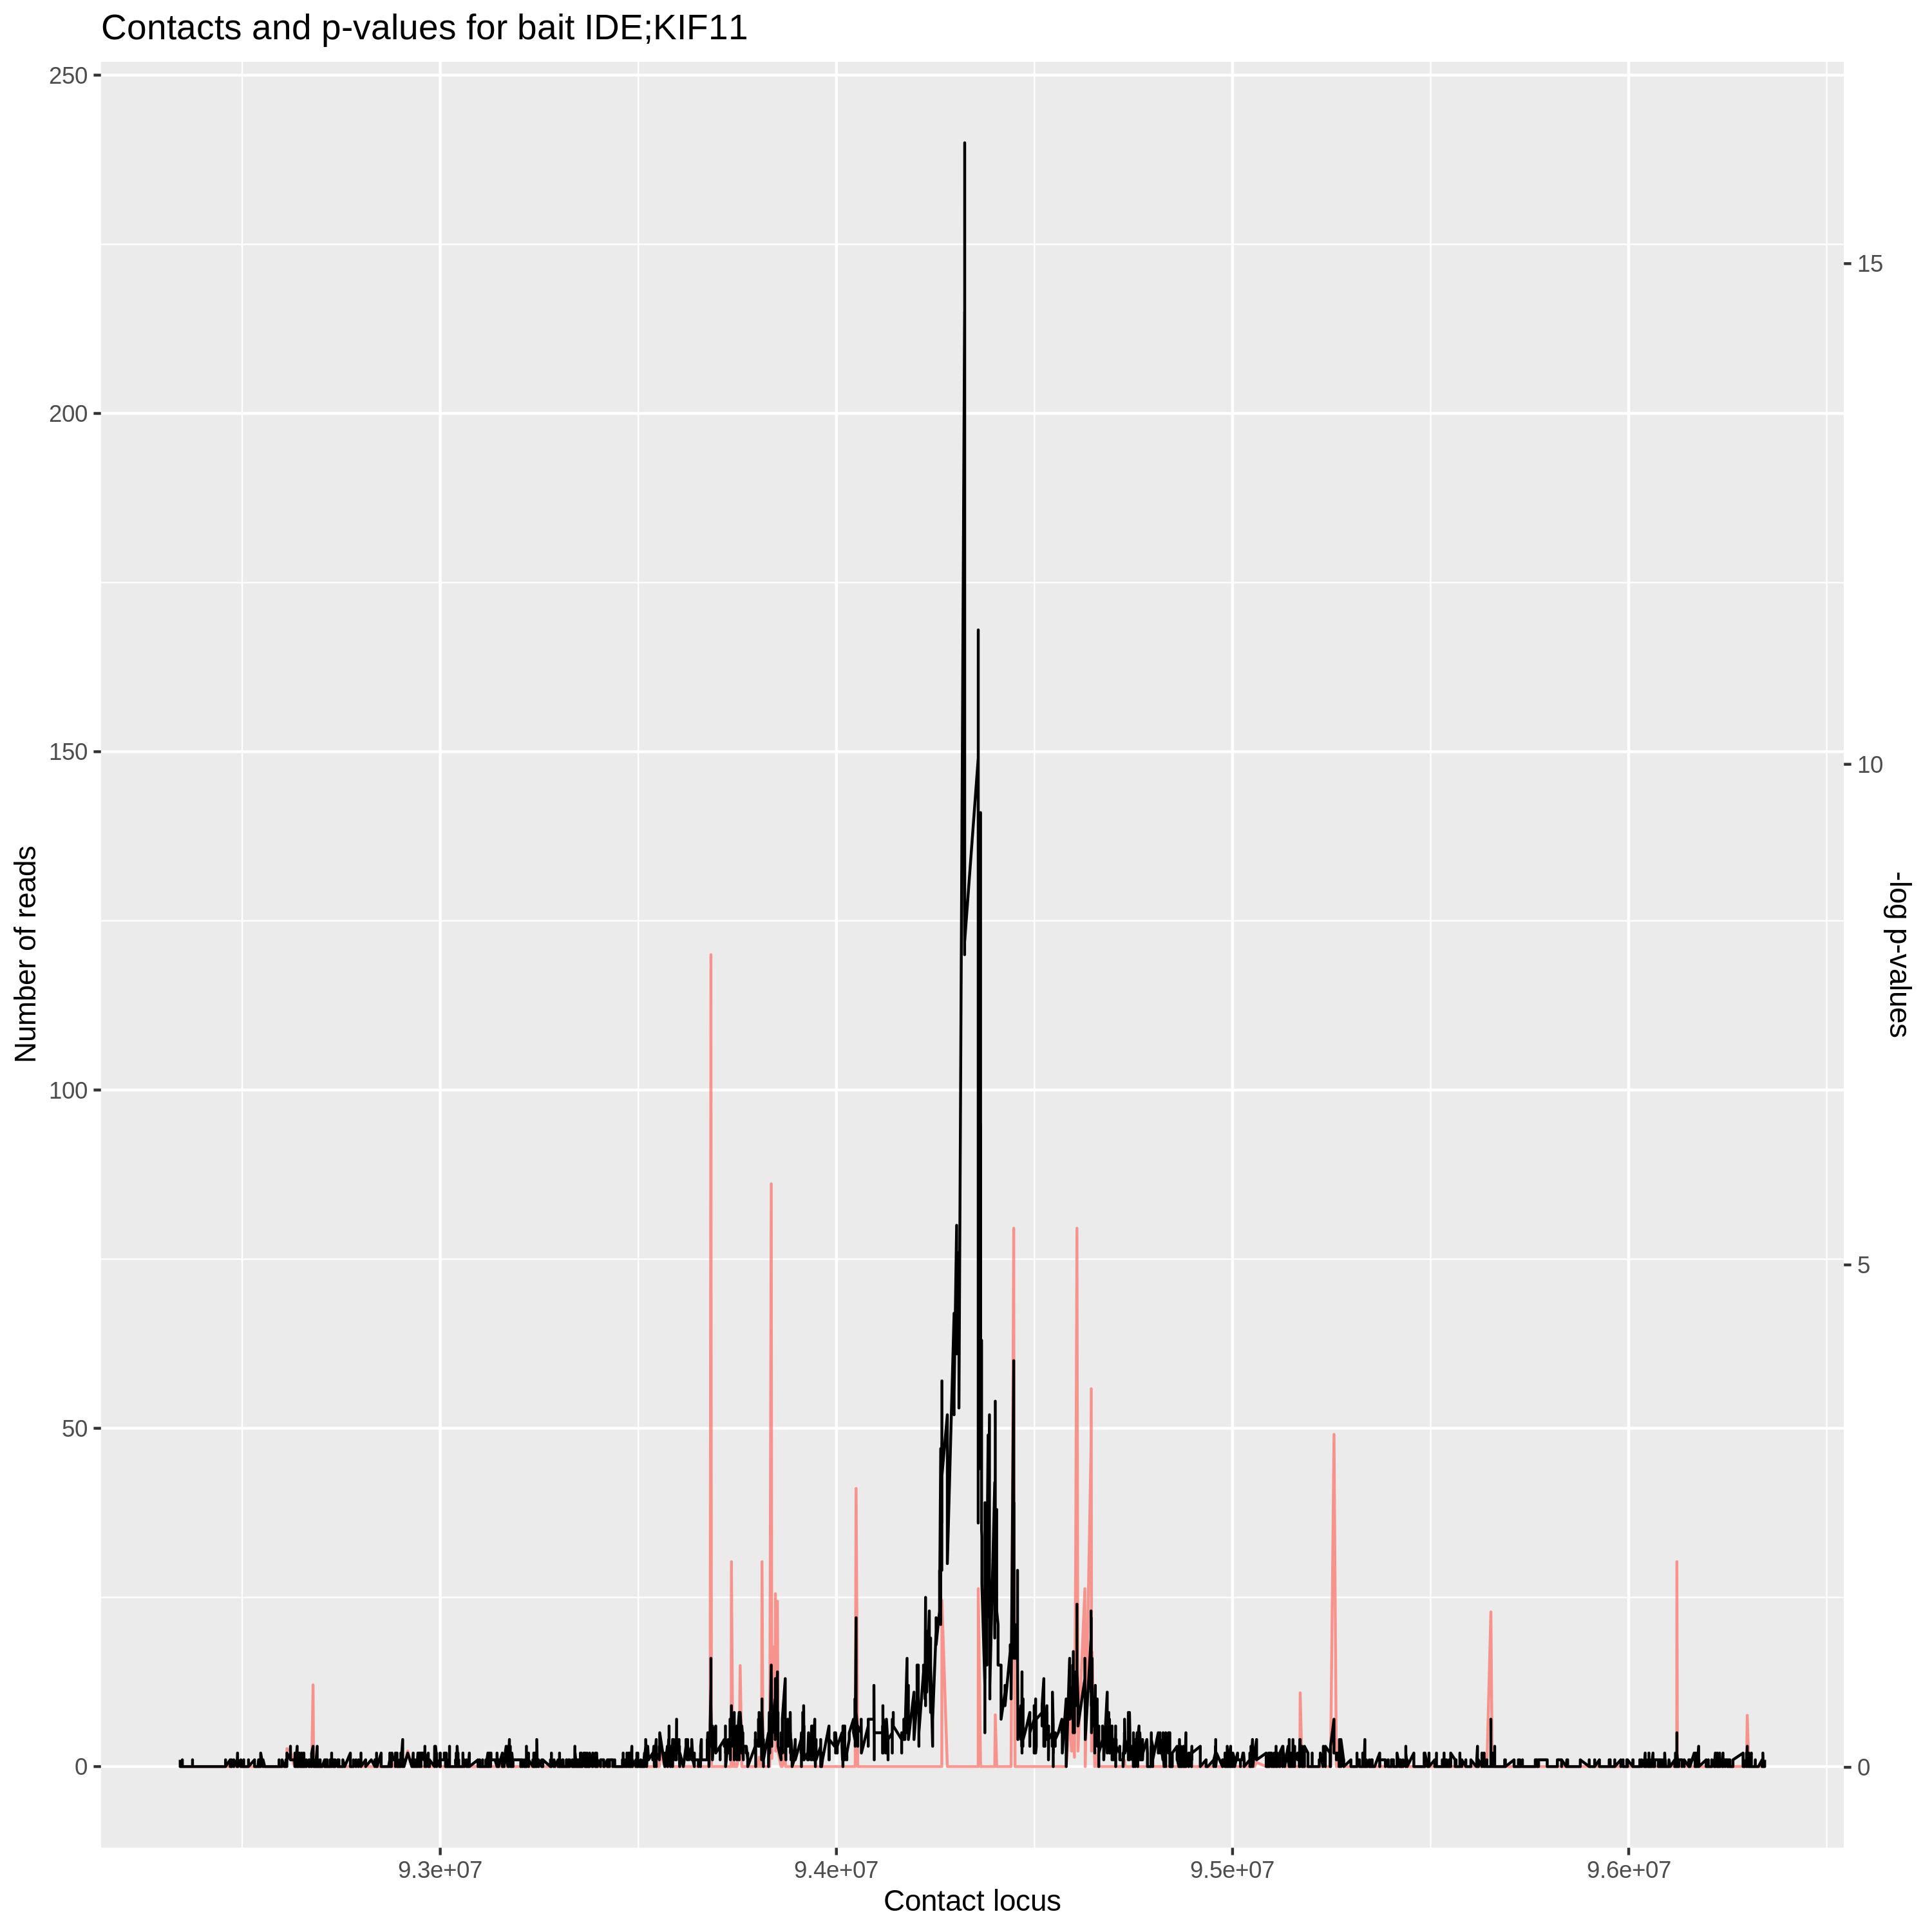 Contacts and p-values for bait IDE;KIF11
250
200
150
100
50
0
Number of reads
15
10
5
0
-log p-values
9.3e+07
9.4e+07
9.5e+07
9.6e+07
Contact locus